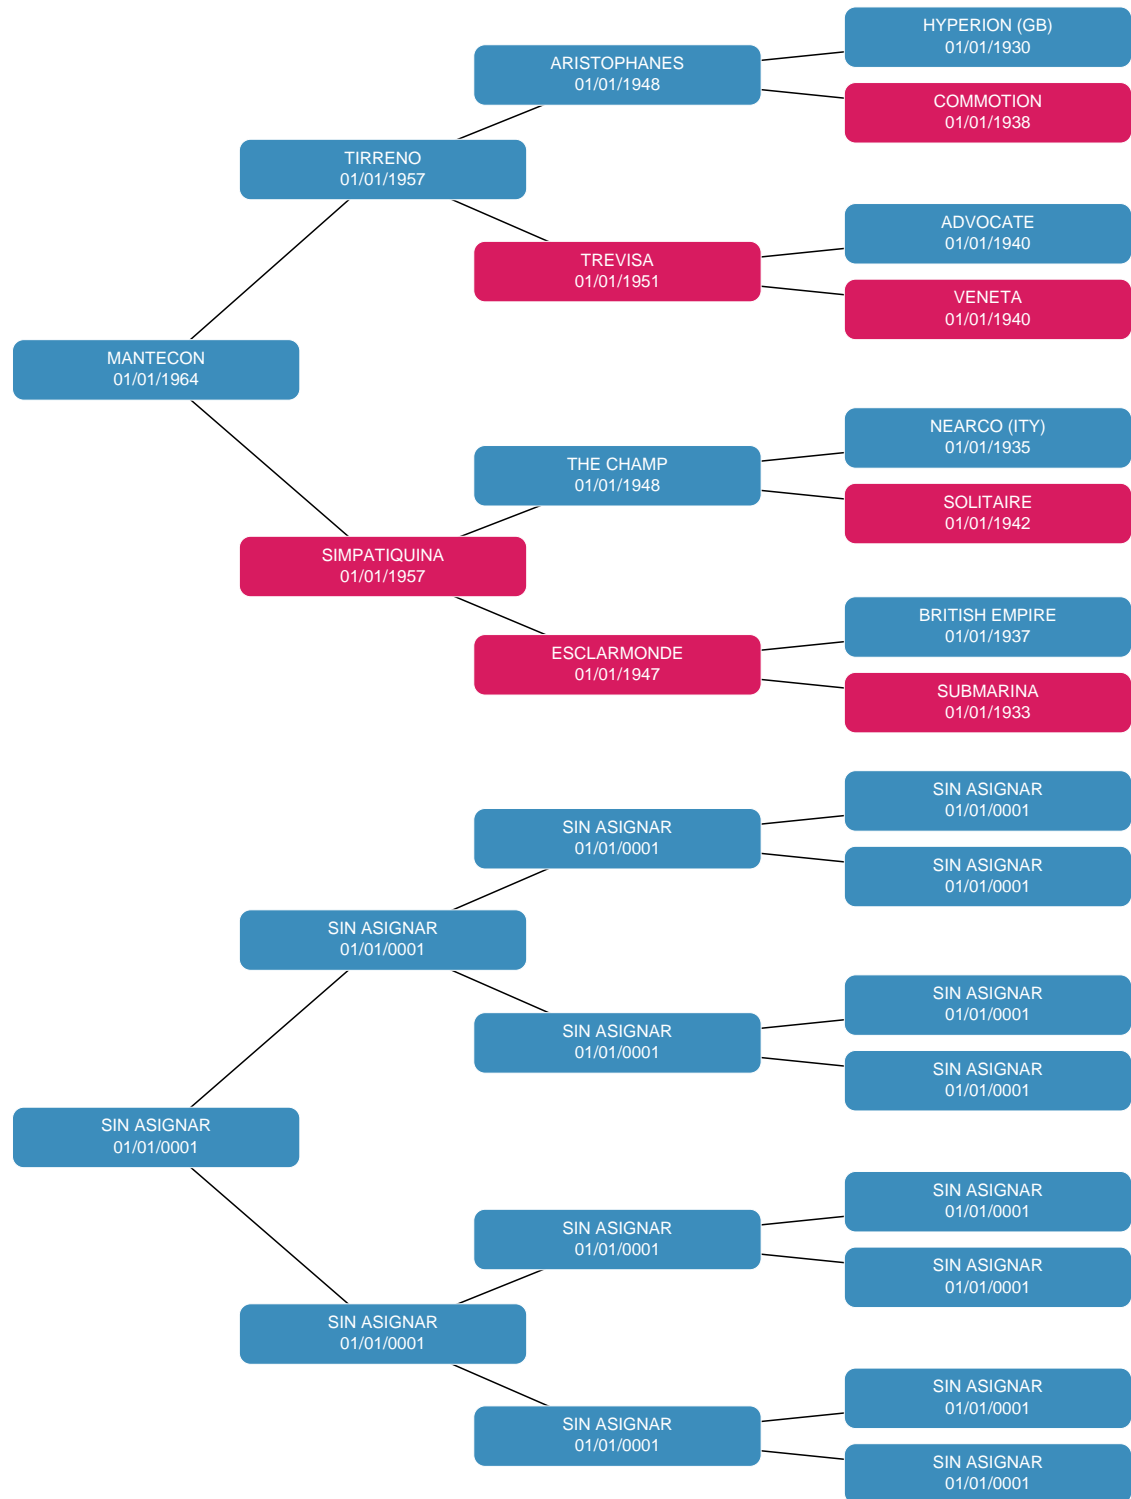 HYPERION (GB)
01/01/1930
ARISTOPHANES
01/01/1948
COMMOTION
01/01/1938
TIRRENO
01/01/1957
ADVOCATE
01/01/1940
TREVISA
01/01/1951
VENETA
01/01/1940
MANTECON
01/01/1964
NEARCO (ITY)
01/01/1935
THE CHAMP
01/01/1948
SOLITAIRE
01/01/1942
SIMPATIQUINA
01/01/1957
BRITISH EMPIRE
01/01/1937
ESCLARMONDE
01/01/1947
SUBMARINA
01/01/1933
SIN ASIGNAR
01/01/0001
SIN ASIGNAR
01/01/0001
SIN ASIGNAR
01/01/0001
SIN ASIGNAR
01/01/0001
SIN ASIGNAR
01/01/0001
SIN ASIGNAR
01/01/0001
SIN ASIGNAR
01/01/0001
SIN ASIGNAR
01/01/0001
SIN ASIGNAR
01/01/0001
SIN ASIGNAR
01/01/0001
SIN ASIGNAR
01/01/0001
SIN ASIGNAR
01/01/0001
SIN ASIGNAR
01/01/0001
SIN ASIGNAR
01/01/0001
SIN ASIGNAR
01/01/0001